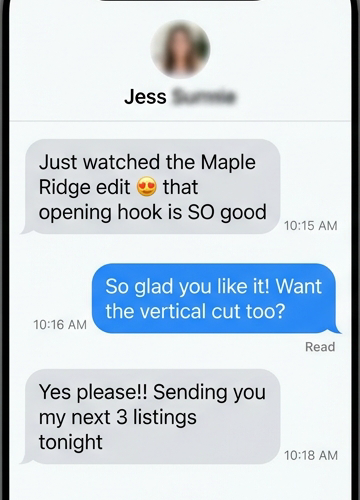 Jess
Just watched the Maple
Ridge edit 😍 that
opening hook is SO good
10:15 AM
So glad you like it! Want
the vertical cut too?
10:16 AM
Read
Yes please!! Sending you
my next 3 listings
tonight
10:18 AM